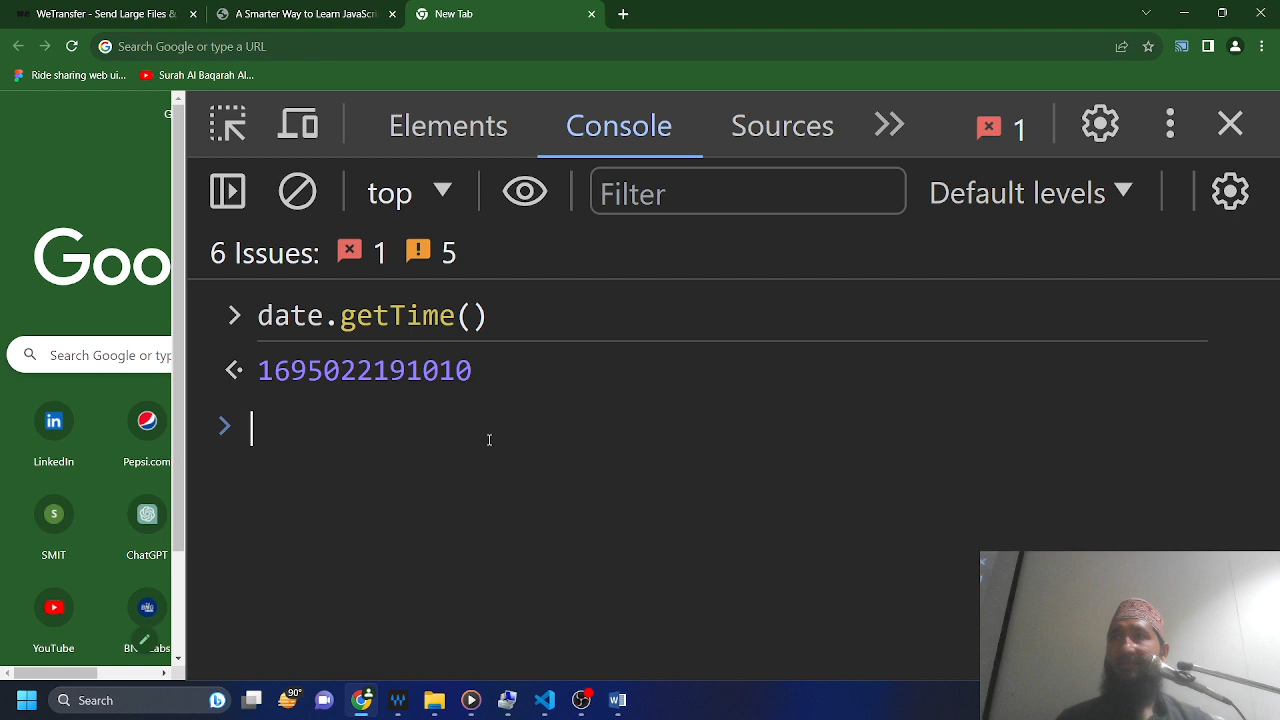 WeTransfer - Send Large Files &
A Smarter Way to Learn JavaScri
New Tab
Search Google or type a URL
Ride sharing web ui...
Surah Al Baqarah Al...
G
Elements
Console
Sources
1
top
Filter
Default levels
6 Issues:
1
5
date.getTime()
1695022191010
Goo
Search Google or typ
LinkedIn
Pepsi.com
S
SMIT
ChatGPT
YouTube
Search
90°